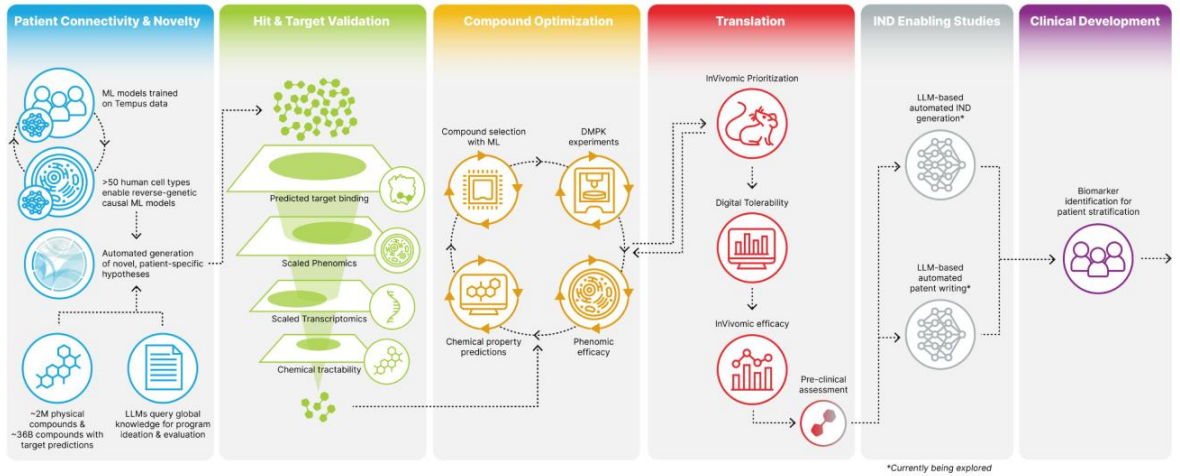 Patient Connectivity & Novelty
ML models trained
on Tempus data
>50 human cell types
enable reverse-genetic
causal ML models
Automated generation
of novel, patient-specific
hypotheses
~2M physical
compounds &
~36B compounds with
target predictions
LLMs query global
knowledge for program
ideation & evaluation
Hit & Target Validation
Predicted target binding
Scaled Phenomics
Scaled Transcriptomics
Chemical tractability
Compound Optimization
Compound selection
with ML
DMPK
experiments
Chemical property
predictions
Phenomic
efficacy
Translation
InVivomic Prioritization
Digital Tolerability
InVivomic efficacy
Pre-clinical
assessment
IND Enabling Studies
LLM-based
automated IND
generation*
LLM-based
automated
patent writing*
Clinical Development
Biomarker
identification for
patient stratification
*Currently being explored